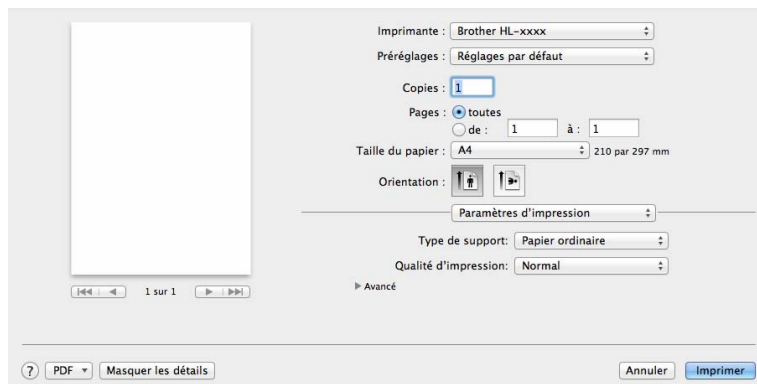 Imprimante : Brother HL-xxxx
Préréglages : Réglages par défaut
Copies : 1
Pages : toutes
de : 1 à : 1
Taille du papier : A4 210 par 297 mm
Orientation :
Paramètres d'impression
Type de support: Papier ordinaire
Qualité d'impression: Normal
1 sur 1
Avancé
? PDF Masquer les détails Annuler Imprimer